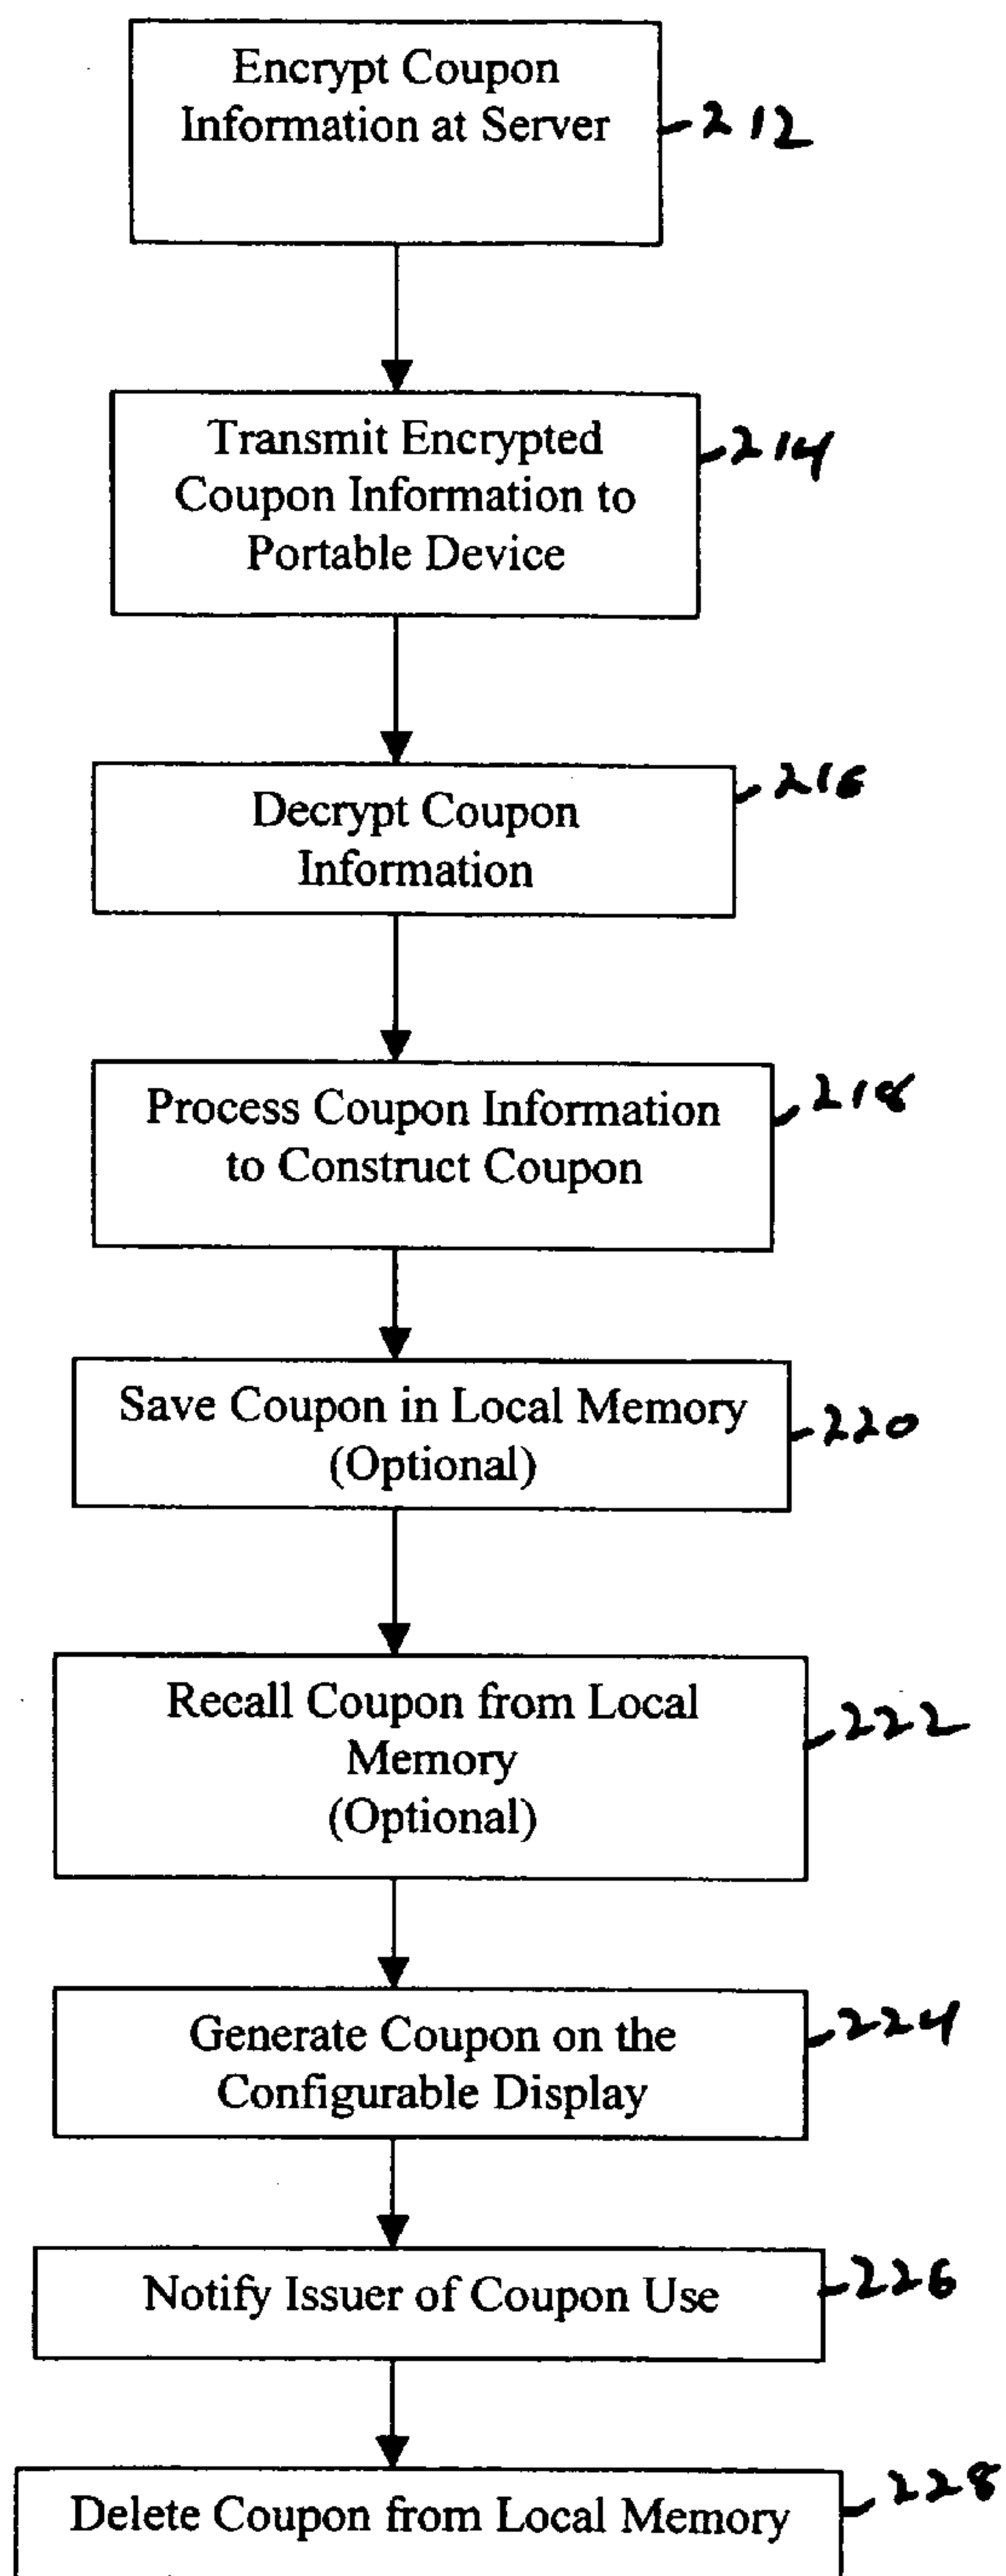 Encrypt Coupon
Information at Server
212
Transmit Encrypted
Coupon Information to
Portable Device
214
Decrypt Coupon
Information
216
Process Coupon Information
to Construct Coupon
218
Save Coupon in Local Memory
(Optional)
220
Recall Coupon from Local
Memory
(Optional)
222
Generate Coupon on the
Configurable Display
224
Notify Issuer of Coupon Use
226
Delete Coupon from Local Memory
228